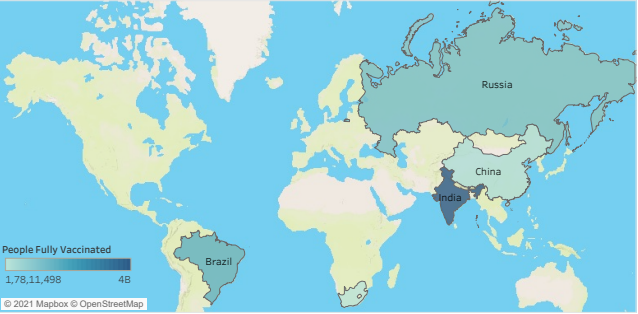 Russia
China
India
Brazil
People Fully Vaccinated
1,78,11,498 4B
© 2021 Mapbox © OpenStreetMap